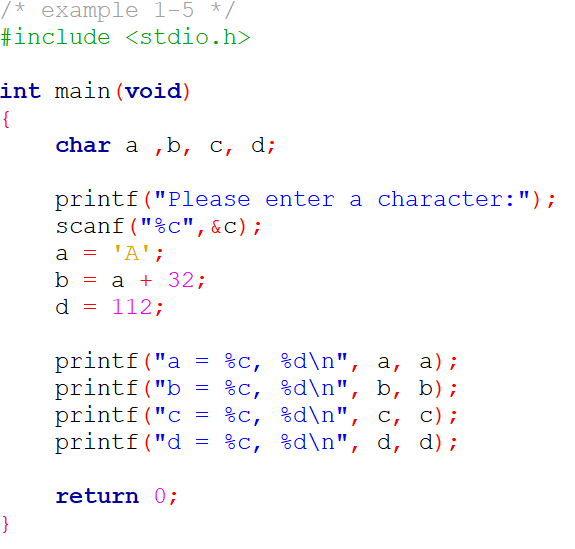 /* example 1-5 */
#include <stdio.h>
int main(void)
{
char a ,b, c, d;
printf("Please enter a character:");
scanf("%c",&c);
a = 'A';
b = a + 32;
d = 112;
printf("a = %c, %d\n", a, a);
printf("b = %c, %d\n", b, b);
printf("c = %c, %d\n", c, c);
printf("d = %c, %d\n", d, d);
return 0;
}